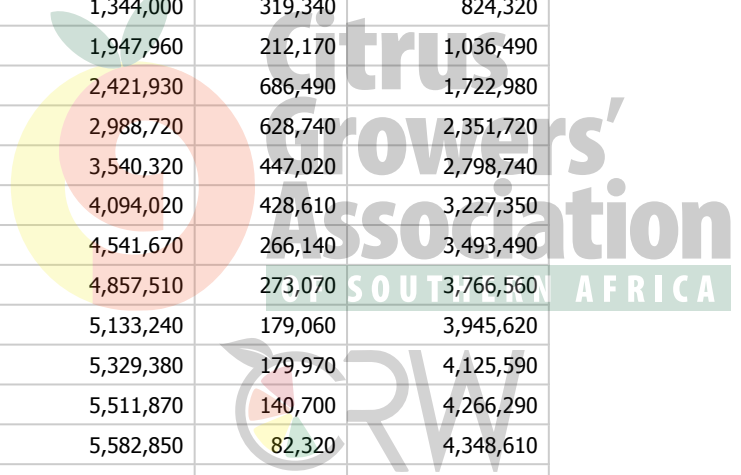 1,344,000 319,340 824,320
1,947,960 212,170 1,036,490
2,421,930 686,490 1,722,980
2,988,720 628,740 2,351,720
3,540,320 447,020 2,798,740
4,094,020 428,610 3,227,350
4,541,670 266,140 3,493,490
4,857,510 273,070 3,766,560
5,133,240 179,060 3,945,620
5,329,380 179,970 4,125,590
5,511,870 140,700 4,266,290
5,582,850 82,320 4,348,610
Citrus
Growers'
Association
OF SOUTHERN AFRICA
CRW